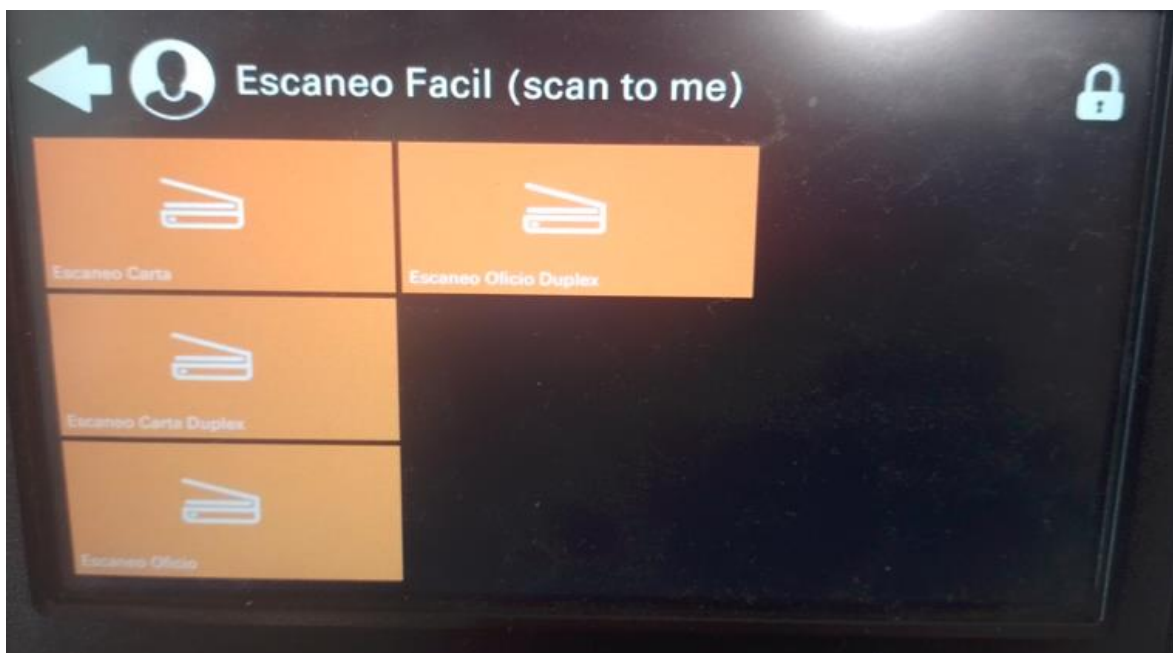 Escaneo Facil (scan to me)
Escaneo Carta
Escaneo Oficio Duplex
Escaneo Carta Duplex
Escaneo Oficio